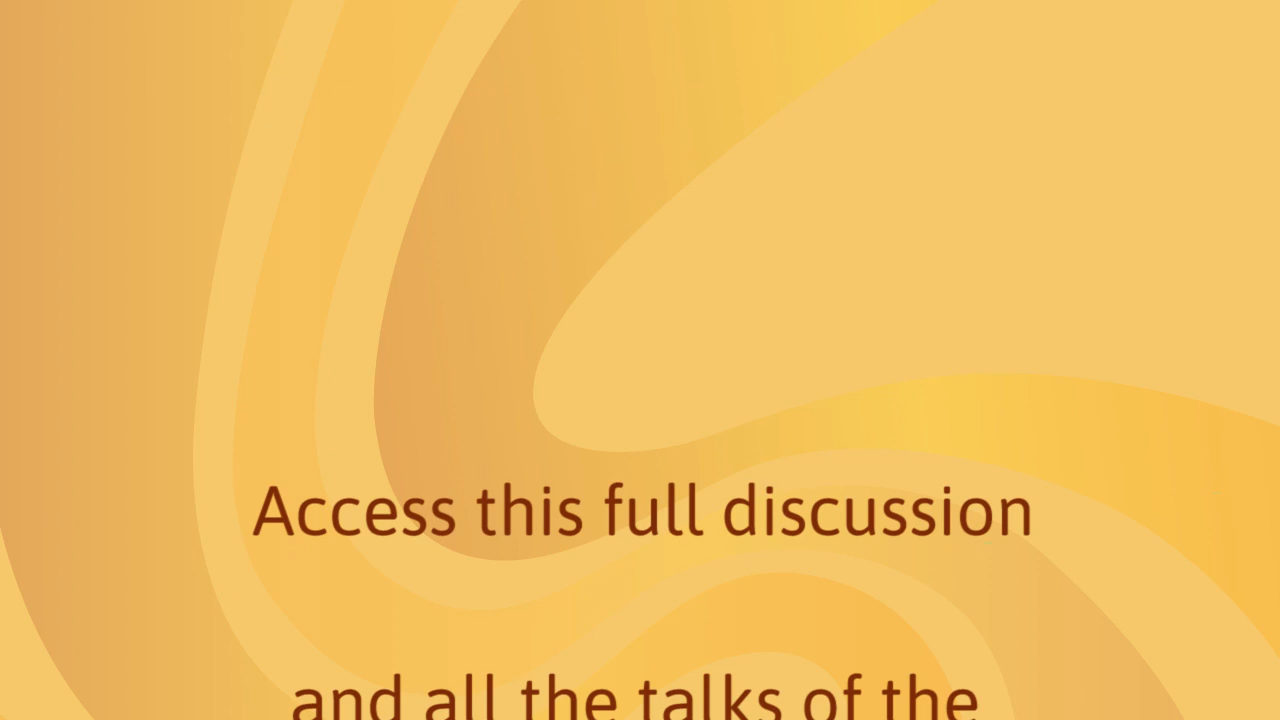 Access this full discussion
and all the talks of the